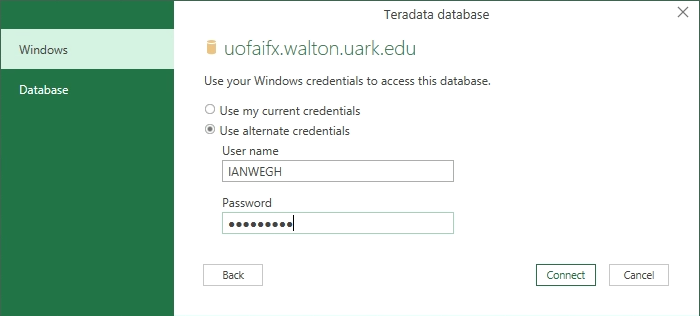 Teradata database
Windows
Database
uofaifx.walton.uark.edu
Use your Windows credentials to access this database.
Use my current credentials
Use alternate credentials
User name
IANWEGH
Password
●●●●●●●●●
Back
Connect
Cancel